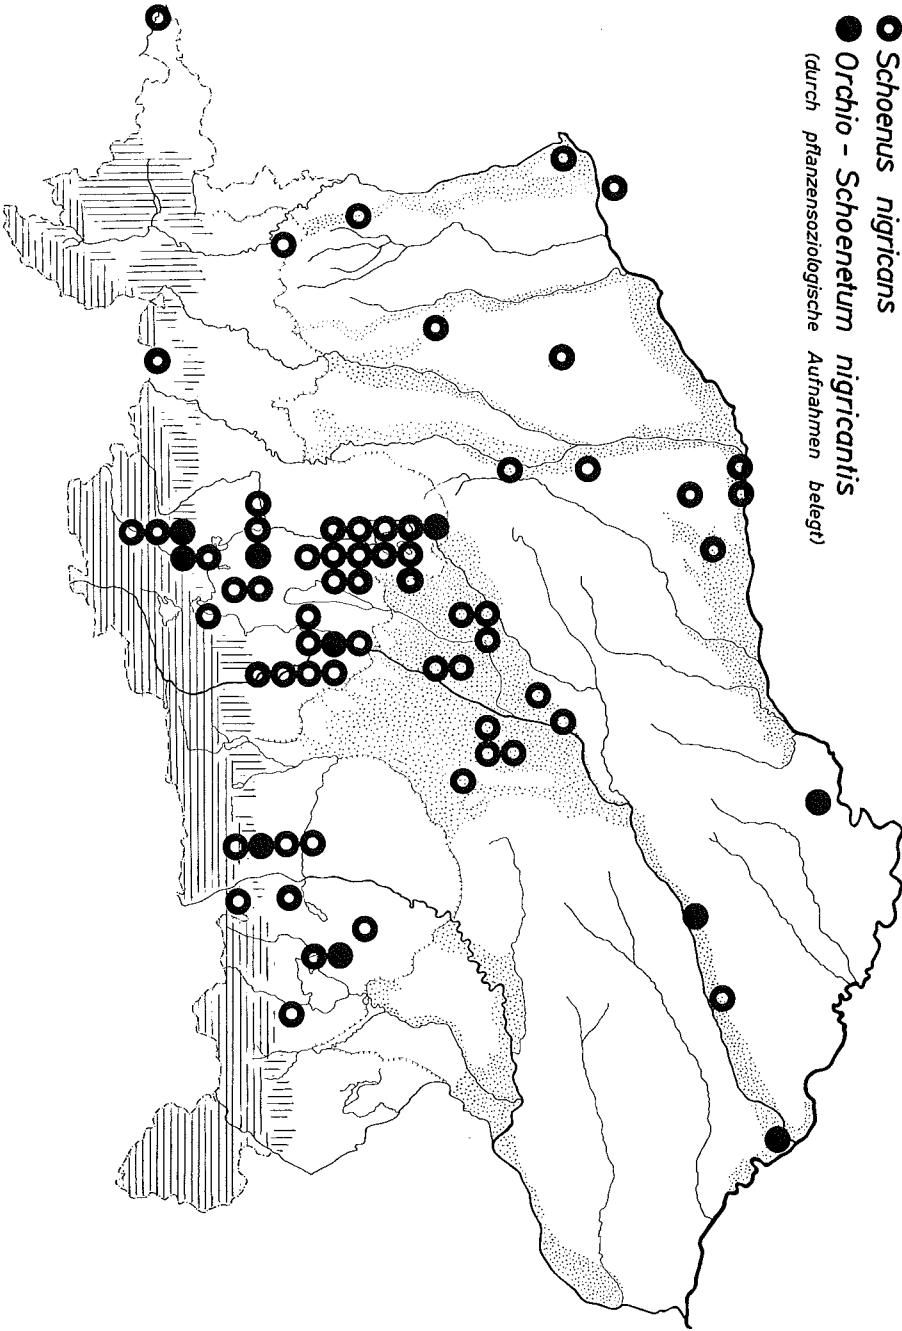 Schoenus nigricans
Orchio - Schoenetum nigricantis
(durch pflanzensoziologische Aufnahmen belegt)